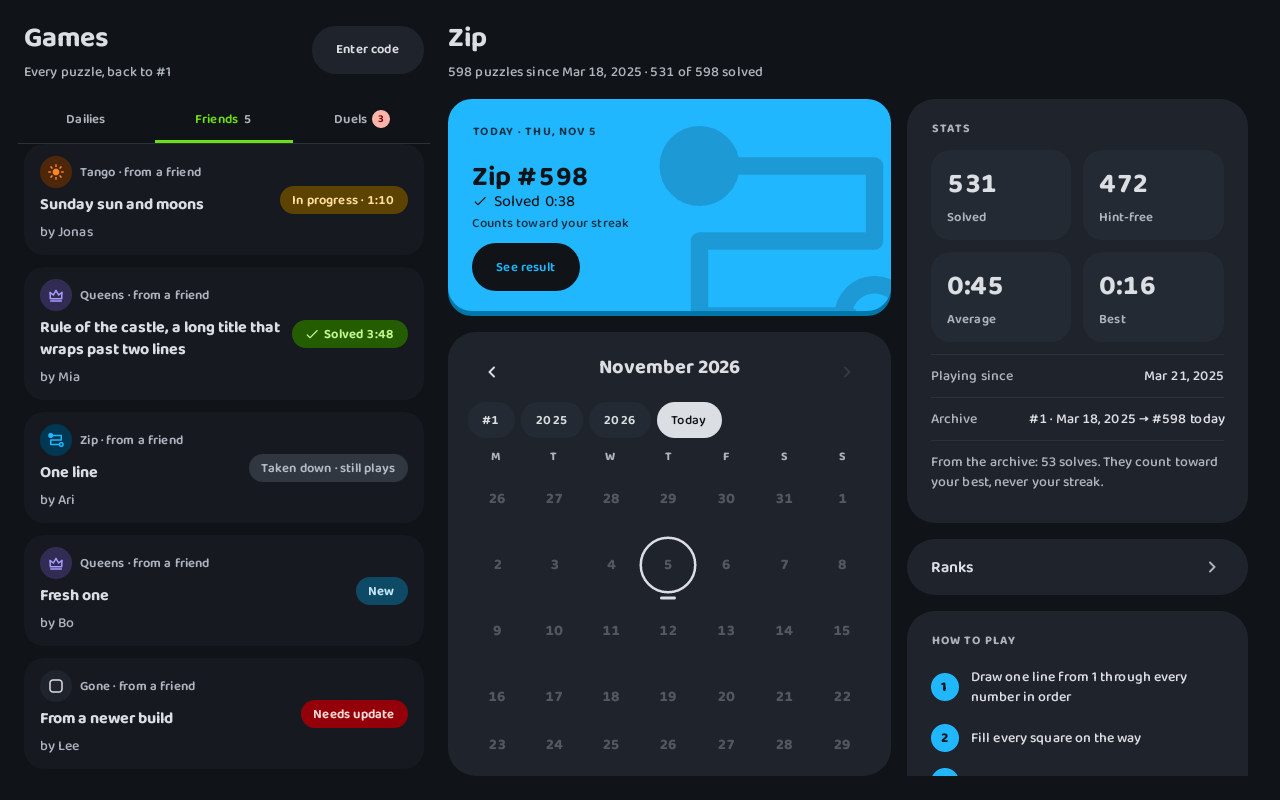 Games
Every puzzle, back to #1
Enter code
Dailies
Friends 5
Duels 3
Tango · from a friend
Sunday sun and moons
by Jonas
In progress · 1:10
Queens · from a friend
Rule of the castle, a long title that
wraps past two lines
by Mia
Solved 3:48
Zip · from a friend
One line
by Ari
Taken down · still plays
Queens · from a friend
Fresh one
by Bo
New
Gone · from a friend
From a newer build
by Lee
Needs update
Zip
598 puzzles since Mar 18, 2025 · 531 of 598 solved
TODAY · THU, NOV 5
Zip #598
Solved 0:38
Counts toward your streak
See result
November 2026
#1 2025 2026 Today
M T W T F S S
26 27 28 29 30 31 1
2 3 4 5 6 7 8
9 10 11 12 13 14 15
16 17 18 19 20 21 22
23 24 25 26 27 28 29
STATS
531
Solved
472
Hint-free
0:45
Average
0:16
Best
Playing since Mar 21, 2025
Archive #1 · Mar 18, 2025 → #598 today
From the archive: 53 solves. They count toward
your best, never your streak.
Ranks
HOW TO PLAY
1 Draw one line from 1 through every
number in order
2 Fill every square on the way